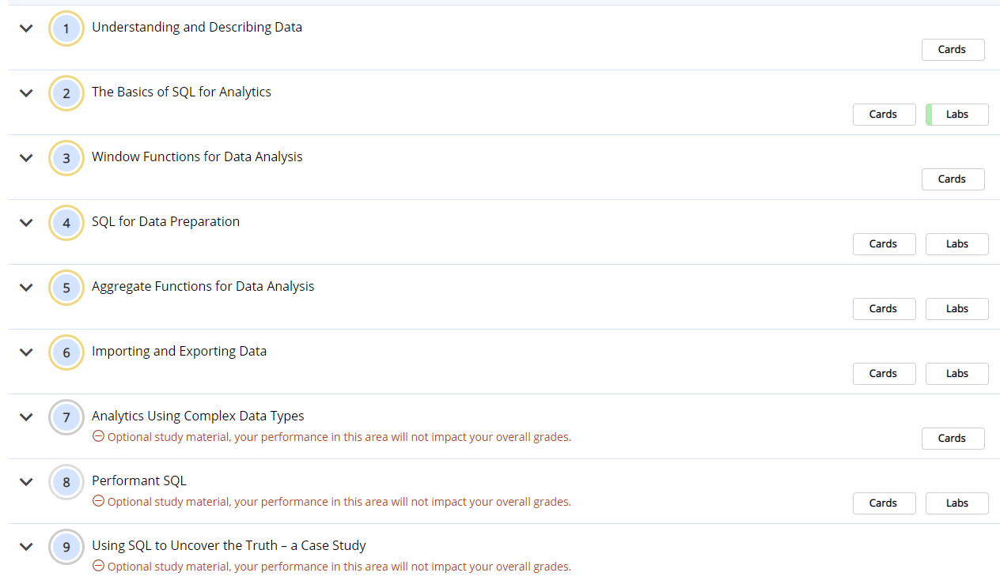 1 Understanding and Describing Data
Cards
2 The Basics of SQL for Analytics
Cards Labs
3 Window Functions for Data Analysis
Cards
4 SQL for Data Preparation
Cards Labs
5 Aggregate Functions for Data Analysis
Cards Labs
6 Importing and Exporting Data
Cards Labs
7 Analytics Using Complex Data Types
Optional study material, your performance in this area will not impact your overall grades.
Cards
8 Performant SQL
Optional study material, your performance in this area will not impact your overall grades.
Cards Labs
9 Using SQL to Uncover the Truth – a Case Study
Optional study material, your performance in this area will not impact your overall grades.